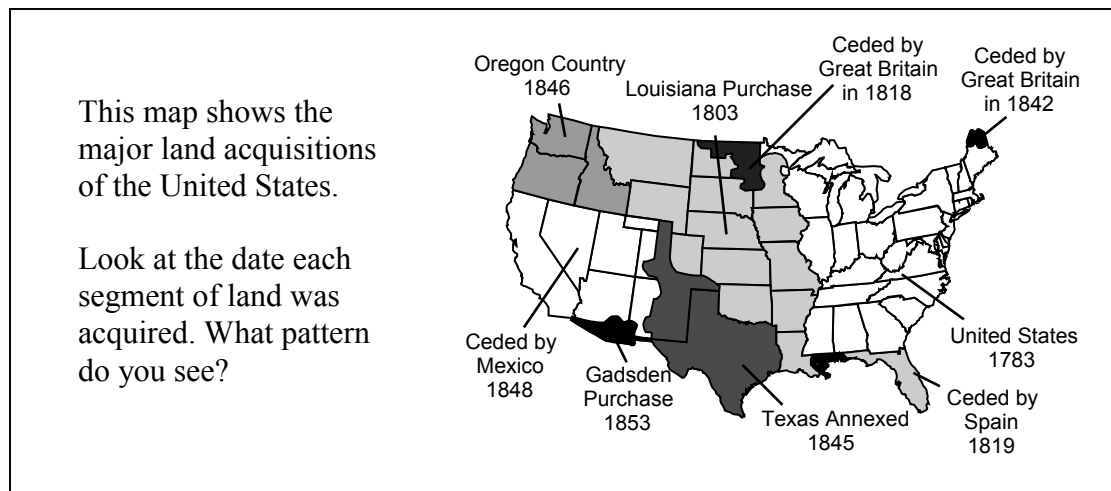 This map shows the
major land acquisitions
of the United States.
Look at the date each
segment of land was
acquired. What pattern
do you see?
Oregon Country
1846
Louisiana Purchase
1803
Ceded by
Great Britain
in 1818
Ceded by
Great Britain
in 1842
Ceded by
Mexico
1848
Gadsden
Purchase
1853
Texas Annexed
1845
United States
1783
Ceded by
Spain
1819